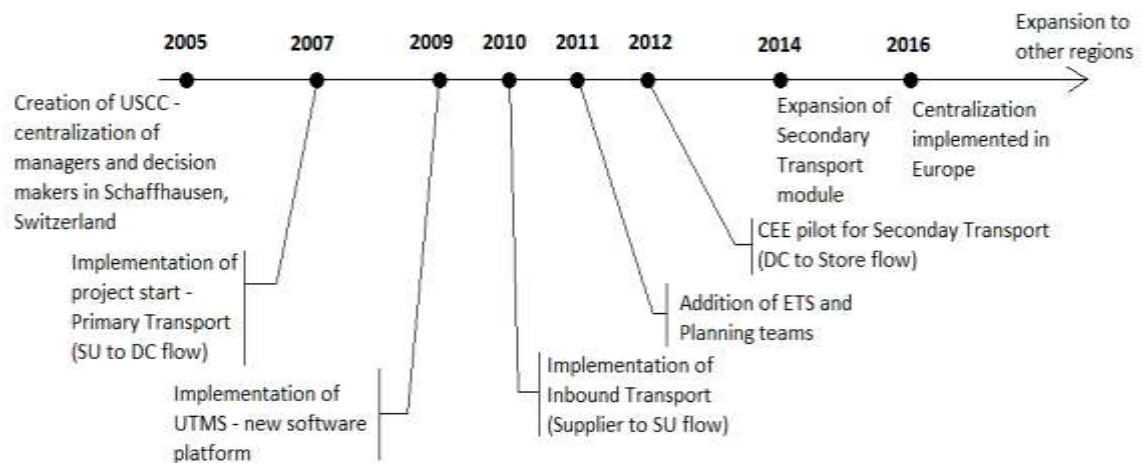 Expansion to
other regions
2005
2007
2009
2010
2011
2012
2014
2016
Creation of USCC -
centralization of
managers and decision
makers in Schaffhausen,
Switzerland
Expansion of
Secondary
Transport
module
Centralization
implemented in
Europe
CEE pilot for Seconday Transport
(DC to Store flow)
Implementation of
project start -
Primary Transport
(SU to DC flow)
Addition of ETS and
Planning teams
Implementation of
Inbound Transport
(Supplier to SU flow)
Implementation of
UTMS - new software
platform